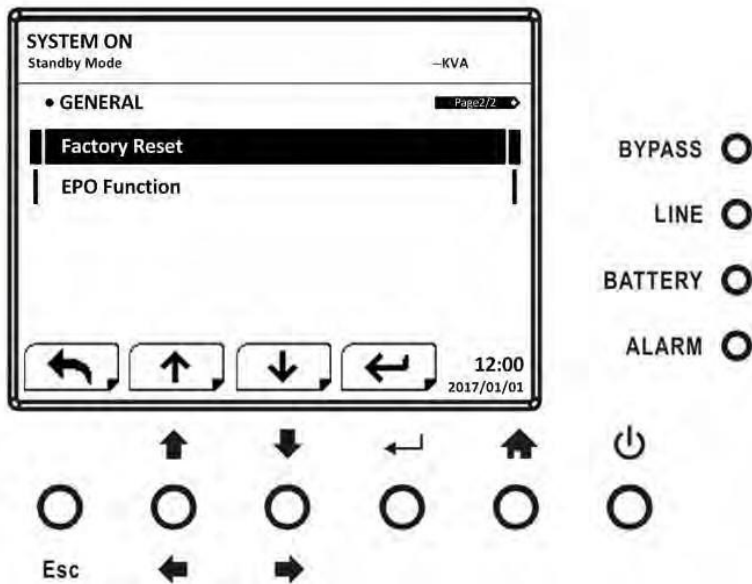 SYSTEM ON
Standby Mode –KVA
• GENERAL Page2/2
Factory Reset
EPO Function
12:00
2017/01/01
BYPASS
LINE
BATTERY
ALARM
Esc